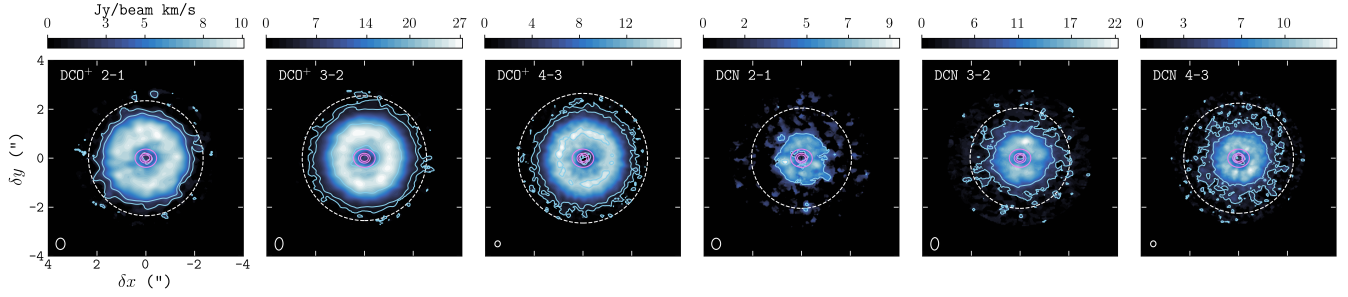 Jy/beam km/s
0 3 5 8 10
0 7 14 20 27
0 4 8 12
0 2 5 7 9
0 6 11 17 22
0 3 7 10
DCO+ 2-1
DCO+ 3-2
DCO+ 4-3
DCN 2-1
DCN 3-2
DCN 4-3
4
2
0
-2
-4
δy (")
4 2 0 -2 -4
δx (")